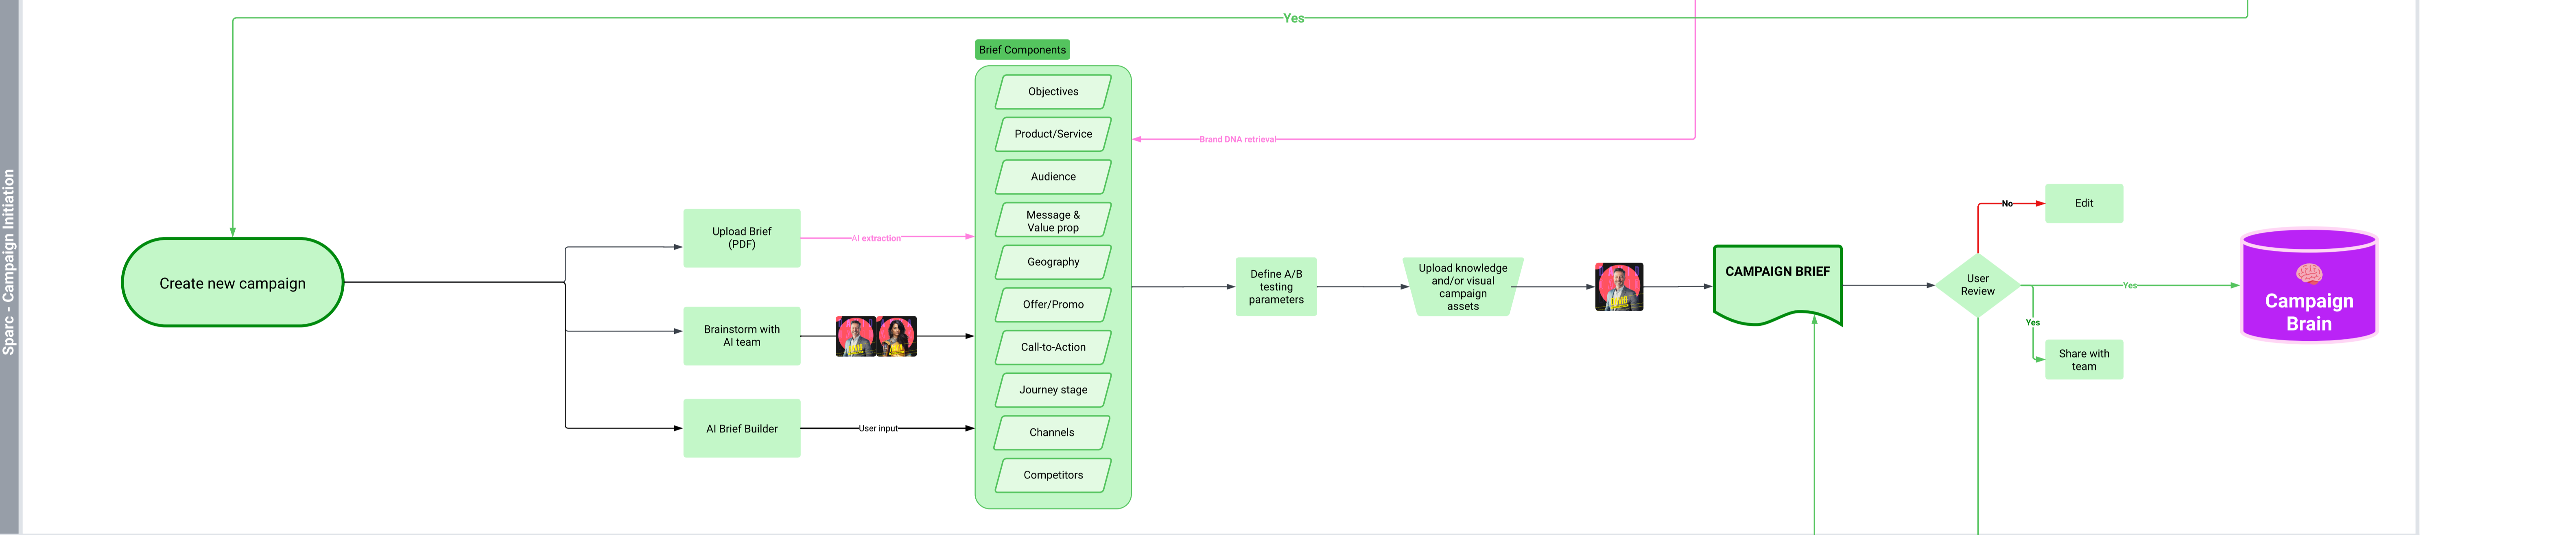 Yes
Brief Components
Objectives
Product/Service
Brand DNA retrieval
Audience
Message &
Value prop
Geography
Offer/Promo
Call-to-Action
Journey stage
Channels
Competitors
Sparc - Campaign Initiation
Create new campaign
Upload Brief
(PDF)
AI extraction
Brainstorm with
AI team
AI Brief Builder
User input
Define A/B
testing
parameters
Upload knowledge
and/or visual
campaign
assets
CAMPAIGN BRIEF
User
Review
No
Edit
Yes
Yes
Share with
team
Campaign
Brain